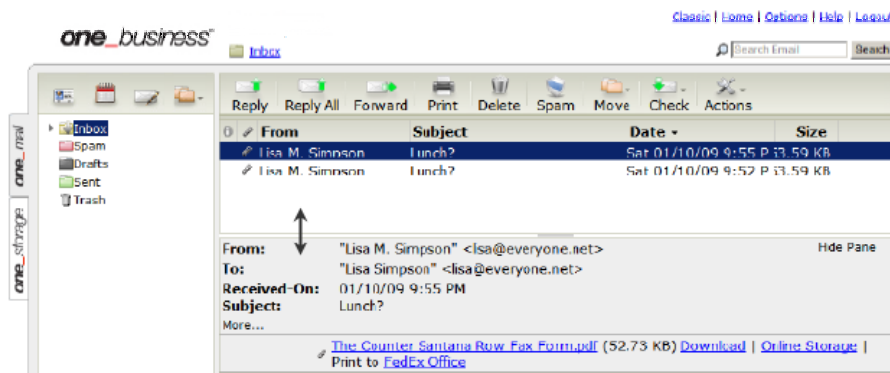 Classic | Home | Options | Help | Logout
one_business
Inbox
Search Email Search
Reply Reply All Forward Print Delete Spam Move Check Actions
From Subject Date Size
Lisa M. Simpson Lunch? Sat 01/10/09 9:55 P 53.59 KB
Lisa M. Simpson Lunch? Sat 01/10/09 9:52 P 53.59 KB
Inbox
Spam
Drafts
Sent
Trash
one_mail
one_storage
From: "Lisa M. Simpson" <lisa@everyone.net> Hide Pane
To: "Lisa Simpson" <lisa@everyone.net>
Received-On: 01/10/09 9:55 PM
Subject: Lunch?
More...
The Counter Santana Row Fax Form.pdf (52.73 KB) Download | Online Storage |
Print to FedEx Office